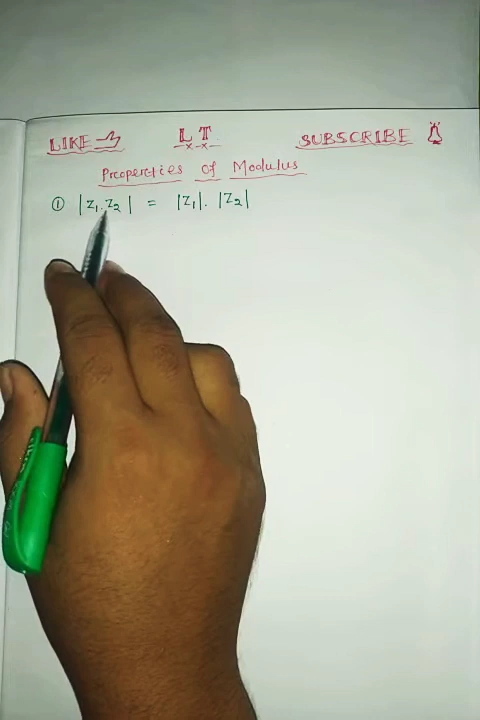 LIKE LT SUBSCRIBE
Properties of Modulus
① |z₁.z₂| = |z₁|. |z₂|